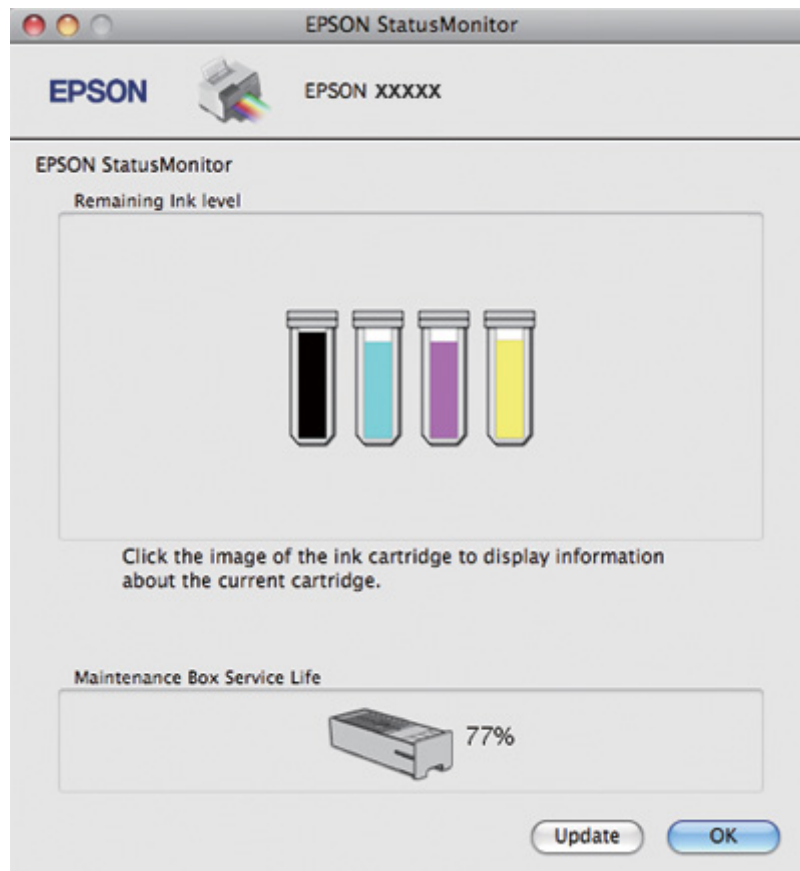 EPSON StatusMonitor
EPSON
EPSON XXXXX
EPSON StatusMonitor
Remaining Ink level
Click the image of the ink cartridge to display information
about the current cartridge.
Maintenance Box Service Life
77%
Update
OK